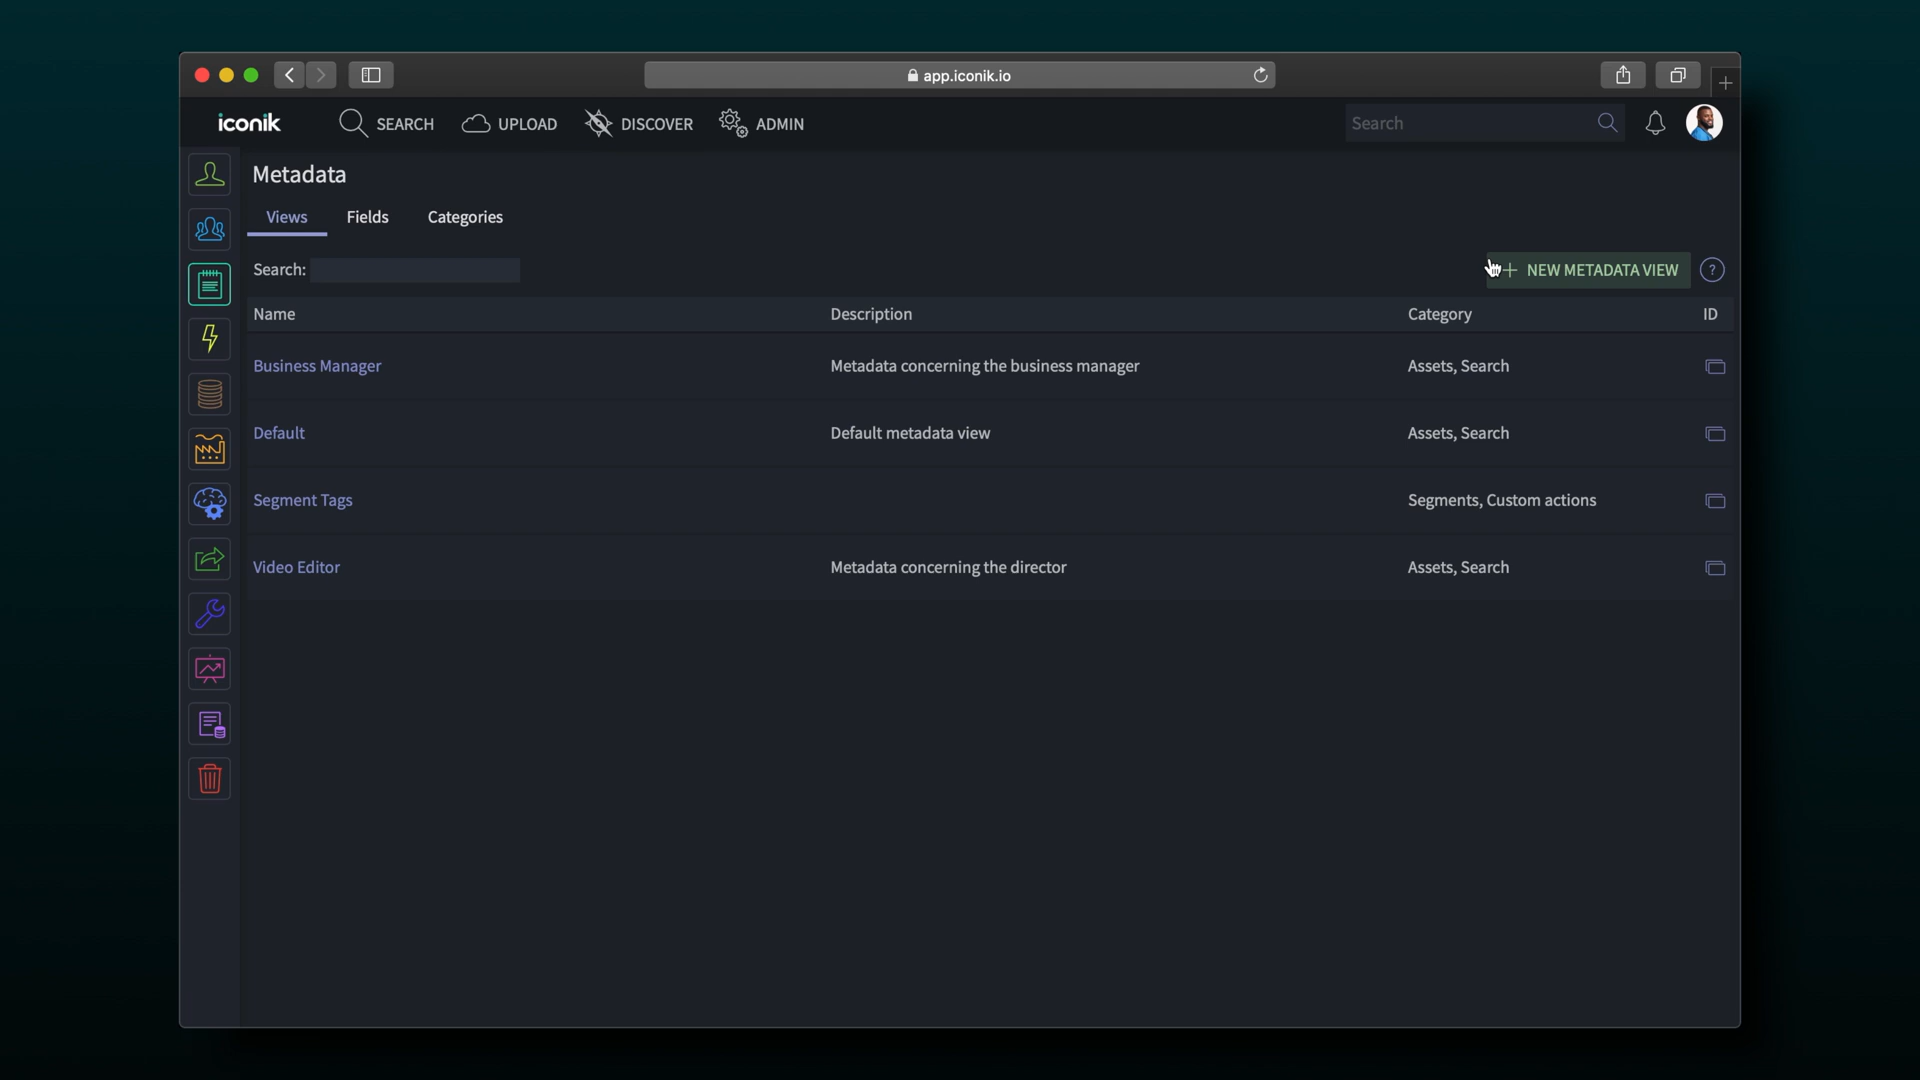 app.iconik.io
iconik SEARCH UPLOAD DISCOVER ADMIN Search
Metadata
Views Fields Categories
Search: + NEW METADATA VIEW ?
Name Description Category ID
Business Manager Metadata concerning the business manager Assets, Search
Default Default metadata view Assets, Search
Segment Tags Segments, Custom actions
Video Editor Metadata concerning the director Assets, Search